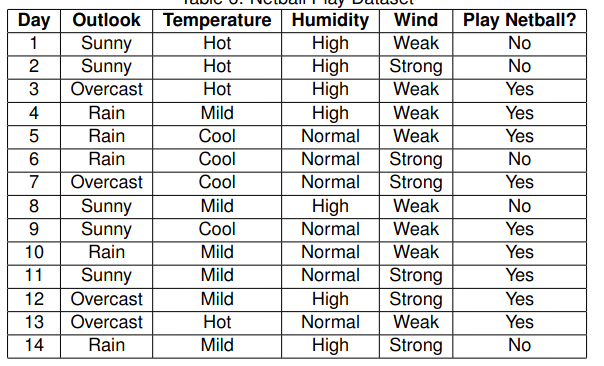 Table 6: Netball Play Dataset
Day Outlook Temperature Humidity Wind Play Netball?
1 Sunny Hot High Weak No
2 Sunny Hot High Strong No
3 Overcast Hot High Weak Yes
4 Rain Mild High Weak Yes
5 Rain Cool Normal Weak Yes
6 Rain Cool Normal Strong No
7 Overcast Cool Normal Strong Yes
8 Sunny Mild High Weak No
9 Sunny Cool Normal Weak Yes
10 Rain Mild Normal Weak Yes
11 Sunny Mild Normal Strong Yes
12 Overcast Mild High Strong Yes
13 Overcast Hot Normal Weak Yes
14 Rain Mild High Strong No